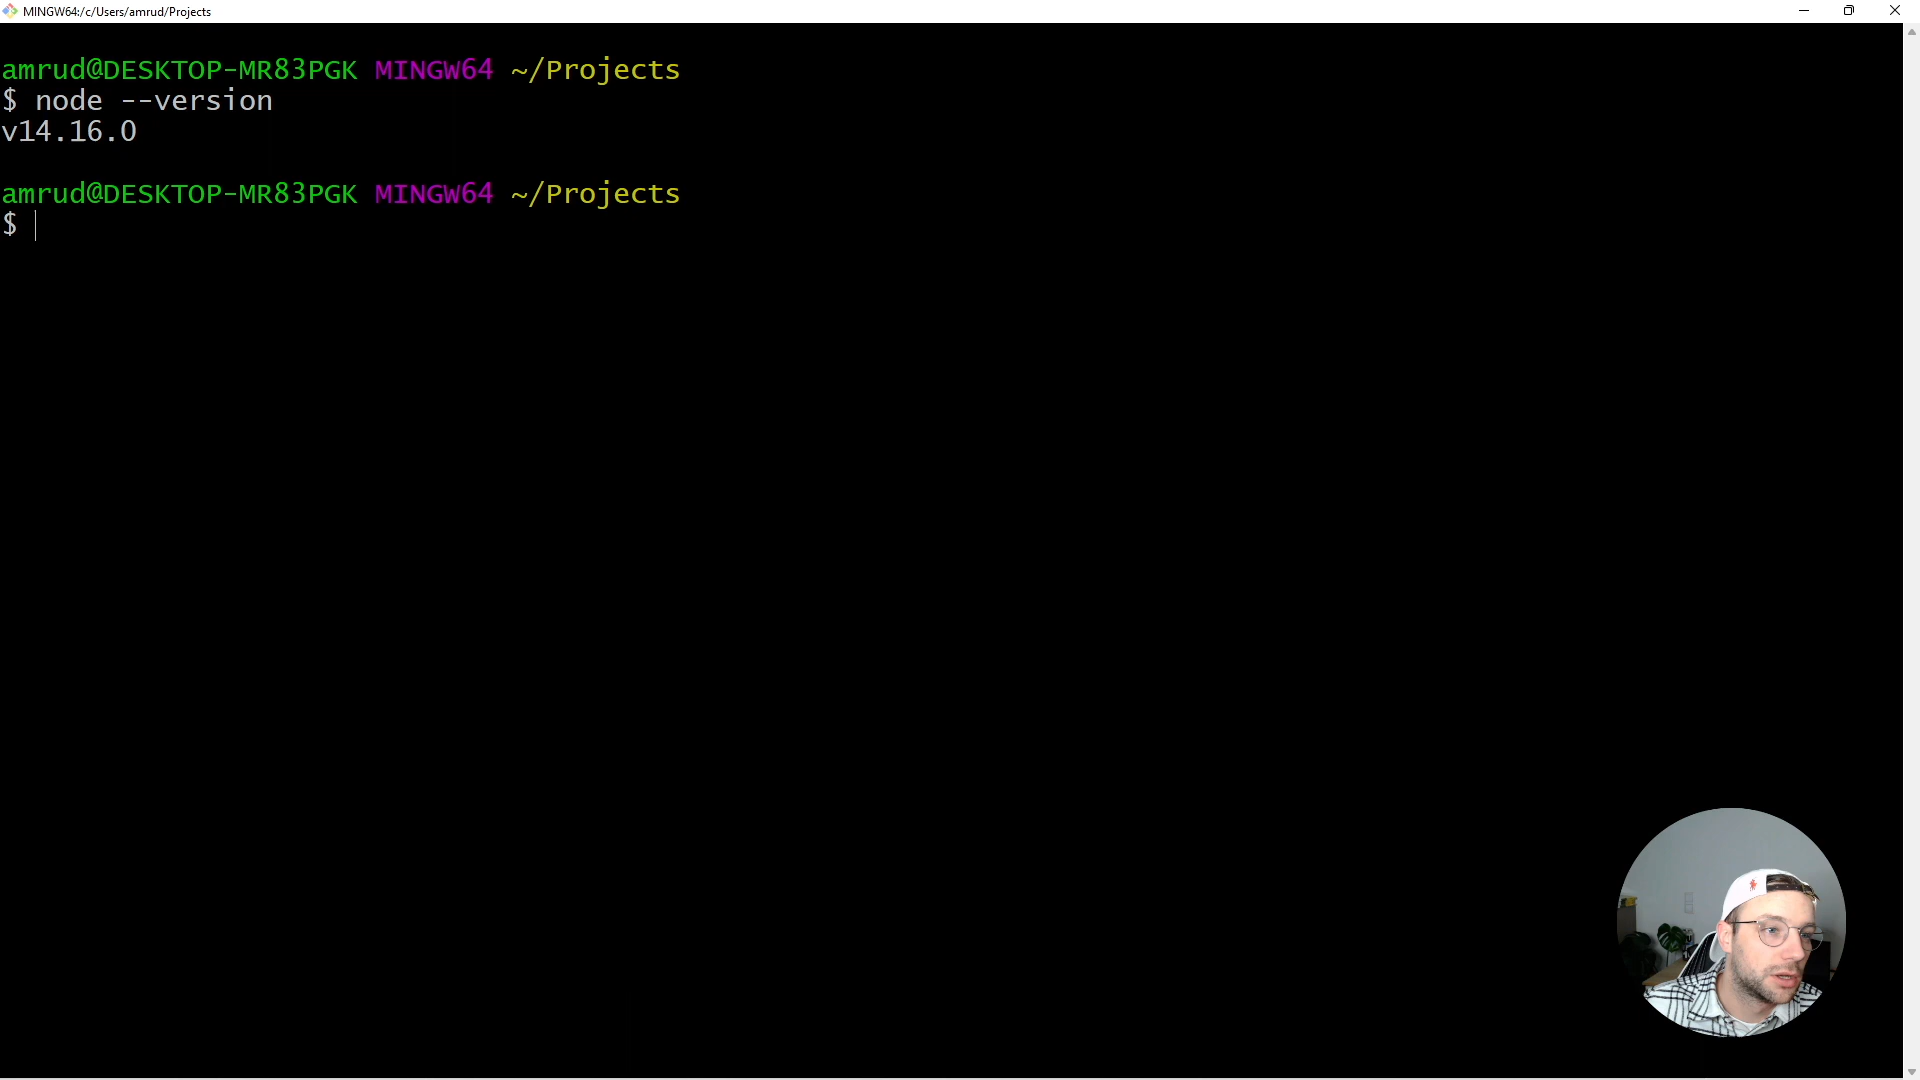 MINGW64:/c/Users/amrud/Projects
amrud@DESKTOP-MR83PGK MINGW64 ~/Projects
$ node --version
v14.16.0
amrud@DESKTOP-MR83PGK MINGW64 ~/Projects
$